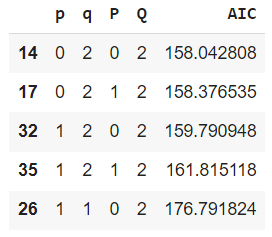 p q P Q AIC
14 0 2 0 2 158.042808
17 0 2 1 2 158.376535
32 1 2 0 2 159.790948
35 1 2 1 2 161.815118
26 1 1 0 2 176.791824